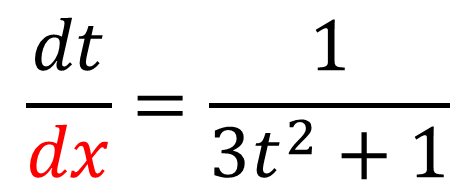 dt/dx = 1/(3t² + 1)